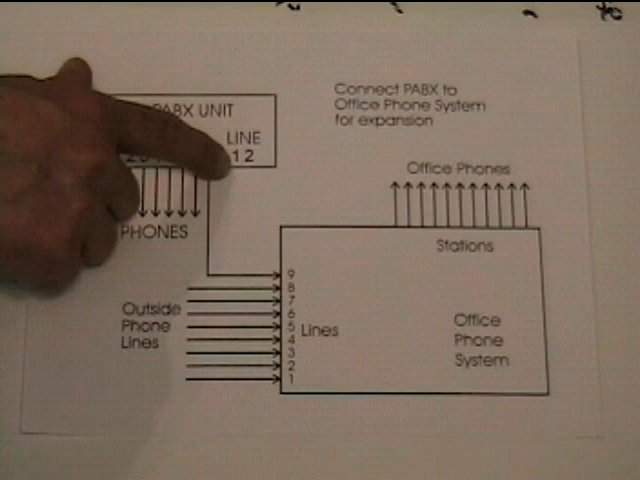 PABX UNIT
LINE
1 2
PHONES
Connect PABX to
Office Phone System
for expansion
Office Phones
Stations
9
8
7
6
5
4
3
2
1
Lines
Outside
Phone
Lines
Office
Phone
System